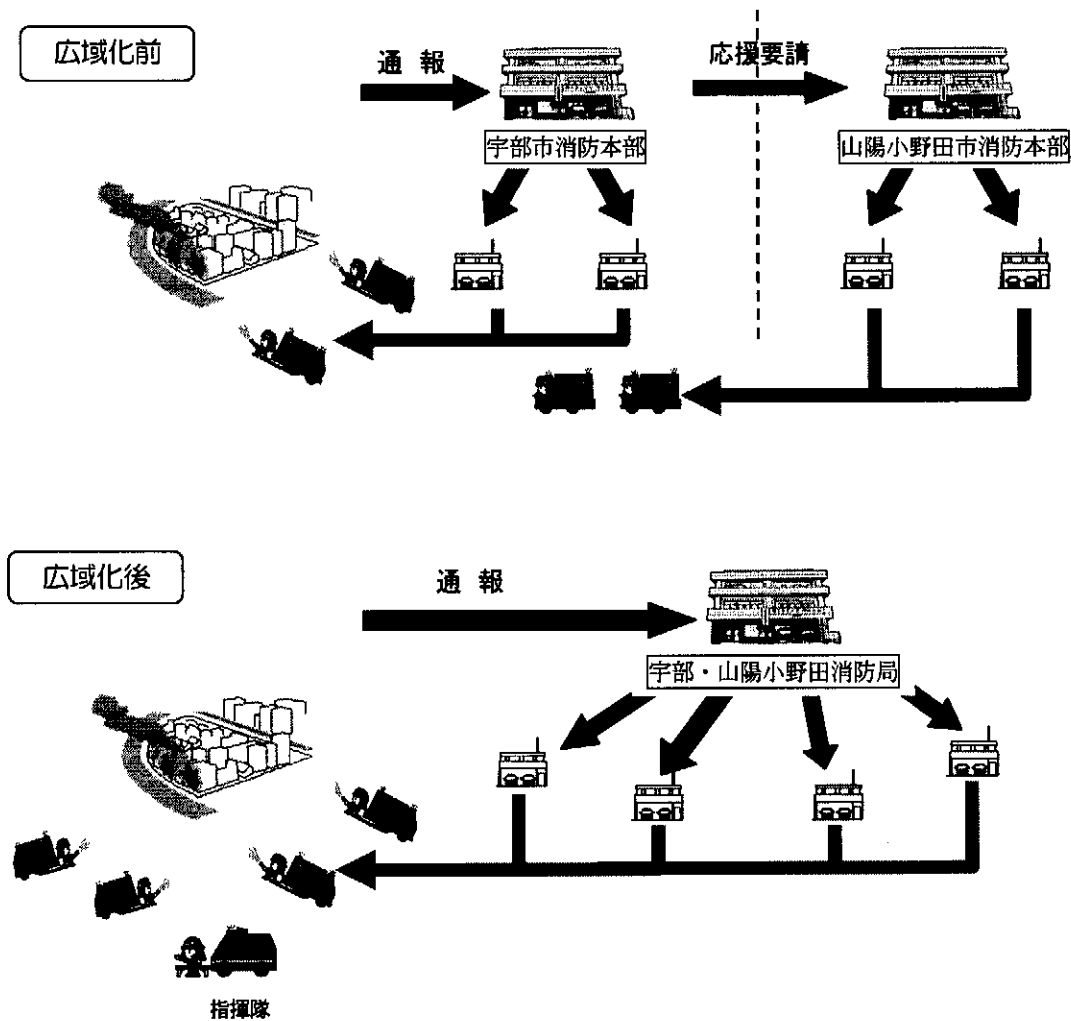 広域化前
通 報
応援要請
宇部市消防本部
山陽小野田市消防本部
広域化後
通 報
宇部・山陽小野田消防局
指揮隊